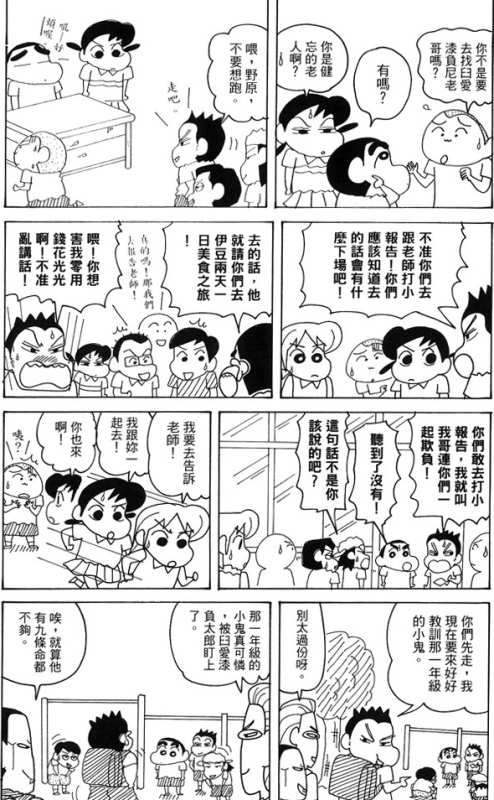 你不是要
去找臼愛
漆負尼老
哥嗎？
有嗎？
你是健
忘的老
人啊？
喂，野原，
不要想跑。
走吧。
不准你們去
跟老師打小
報告！你們
應該知道去
的話會有什
麼下場吧！
去的話，他
就請你們去
伊豆兩天一
日美食之旅
！
真的嗎！那我們
去報告老師！
喂！你想
害我零用
錢花光光
啊！不准
亂講話！
你們敢去打小
報告，我就叫
我哥連你們一
起欺負！
聽到了沒有！
這句話不是你
該說的吧？
我要去告訴
老師！
我跟妳一
起去！
你也來
啊！
咦？
你們先走，我
現在要來好好
教訓那一年級
的小鬼。
別太過份呀。
那一年級的
小鬼真可憐
，被臼愛漆
負太郎盯上
了。
唉，就算他
有九條命都
不夠。